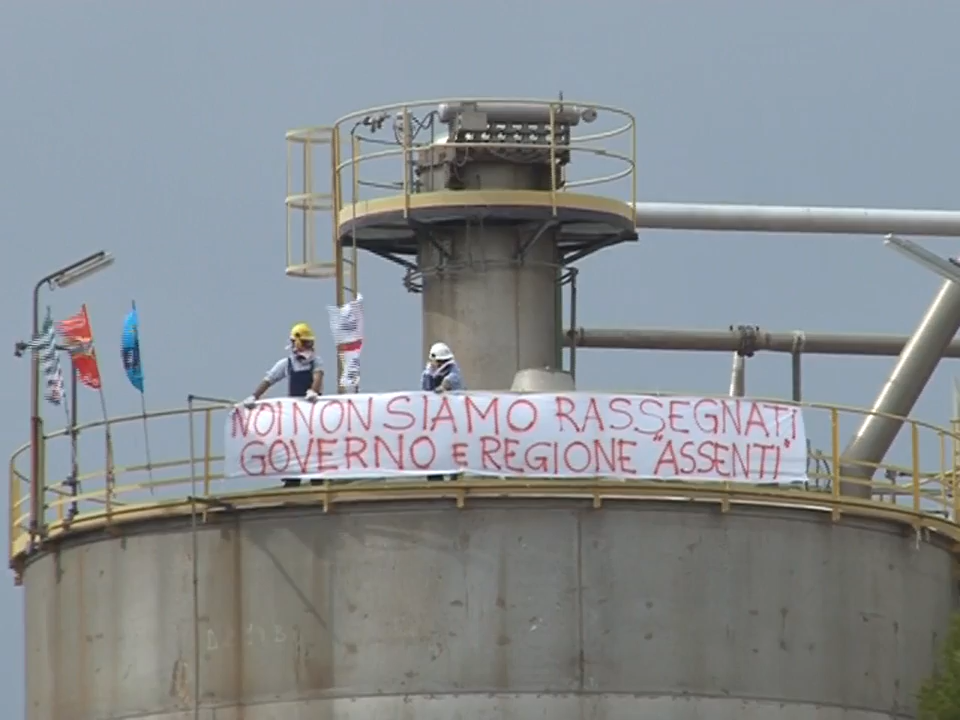 NOI NON SIAMO RASSEGNATI
GOVERNO E REGIONE "ASSENTI"